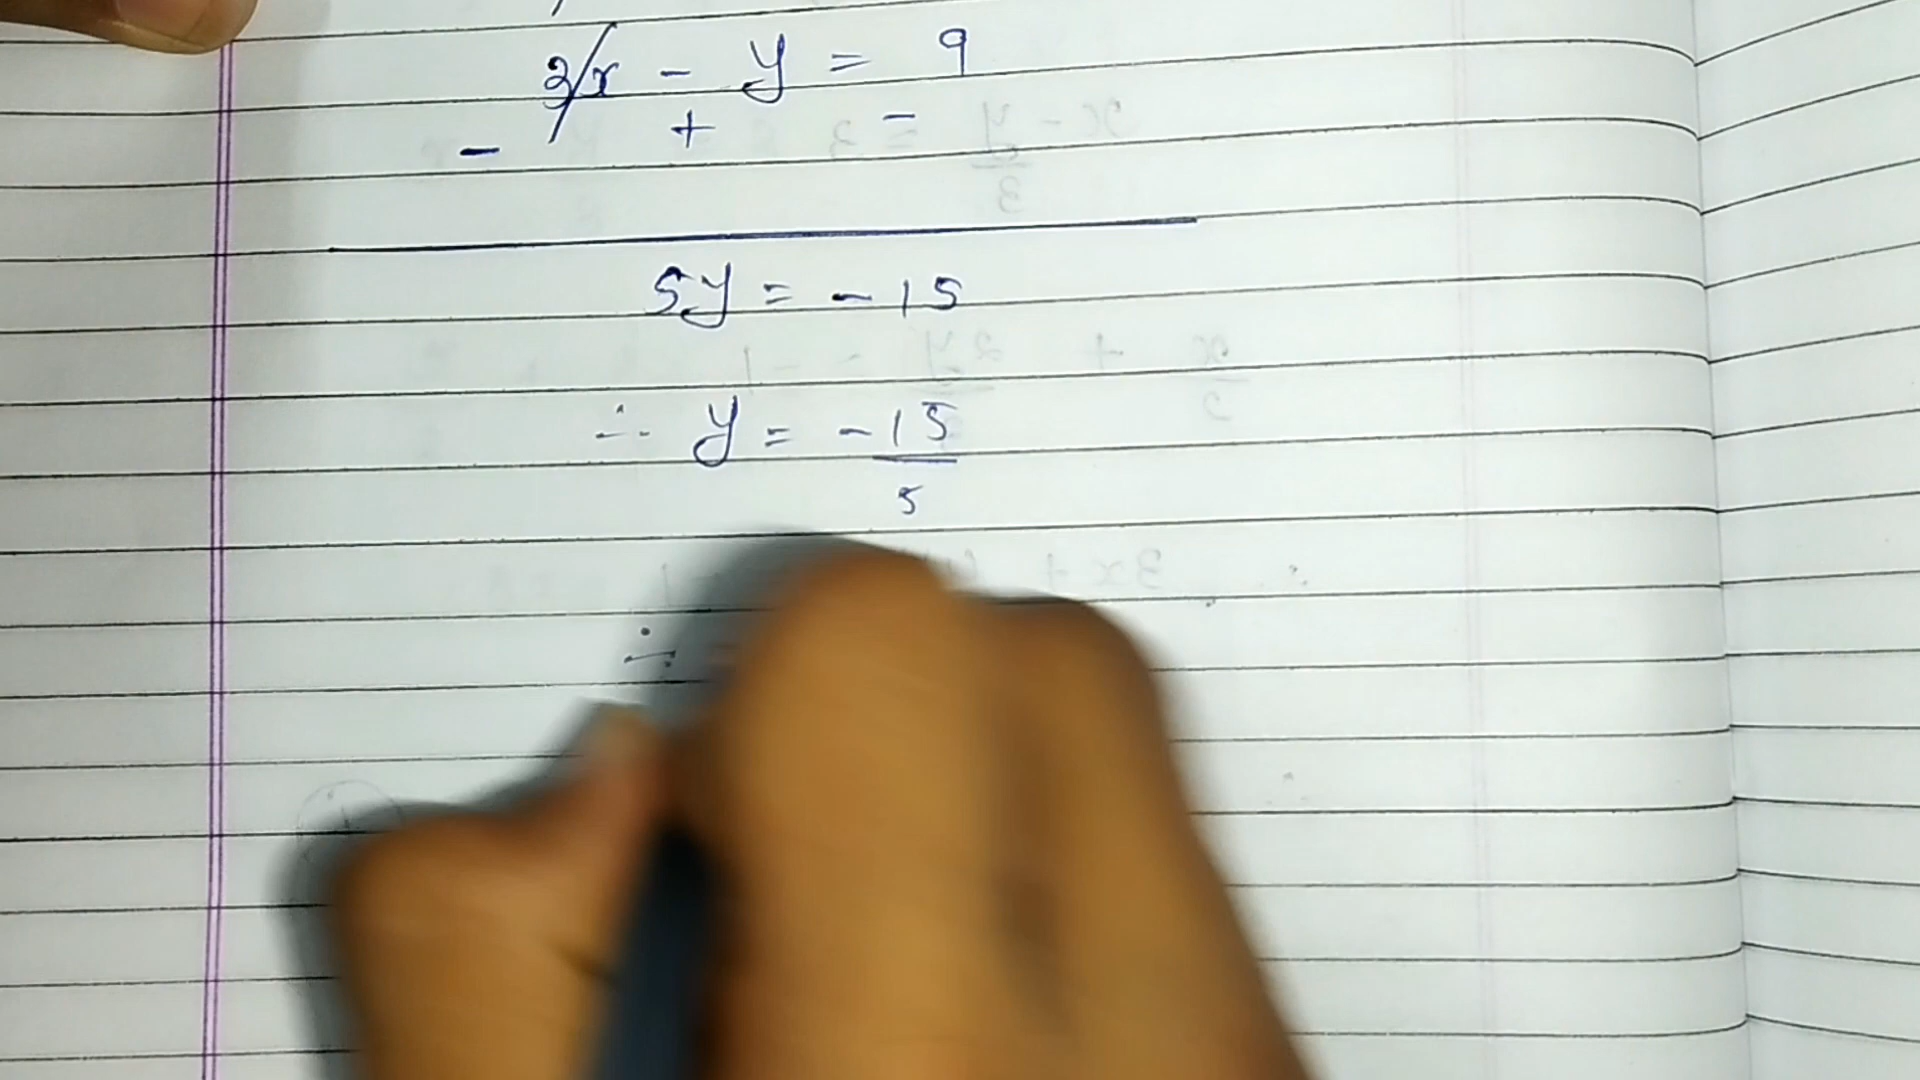 3x - y = 9
- + -
5y = -15
∴ y = -15
5
∴